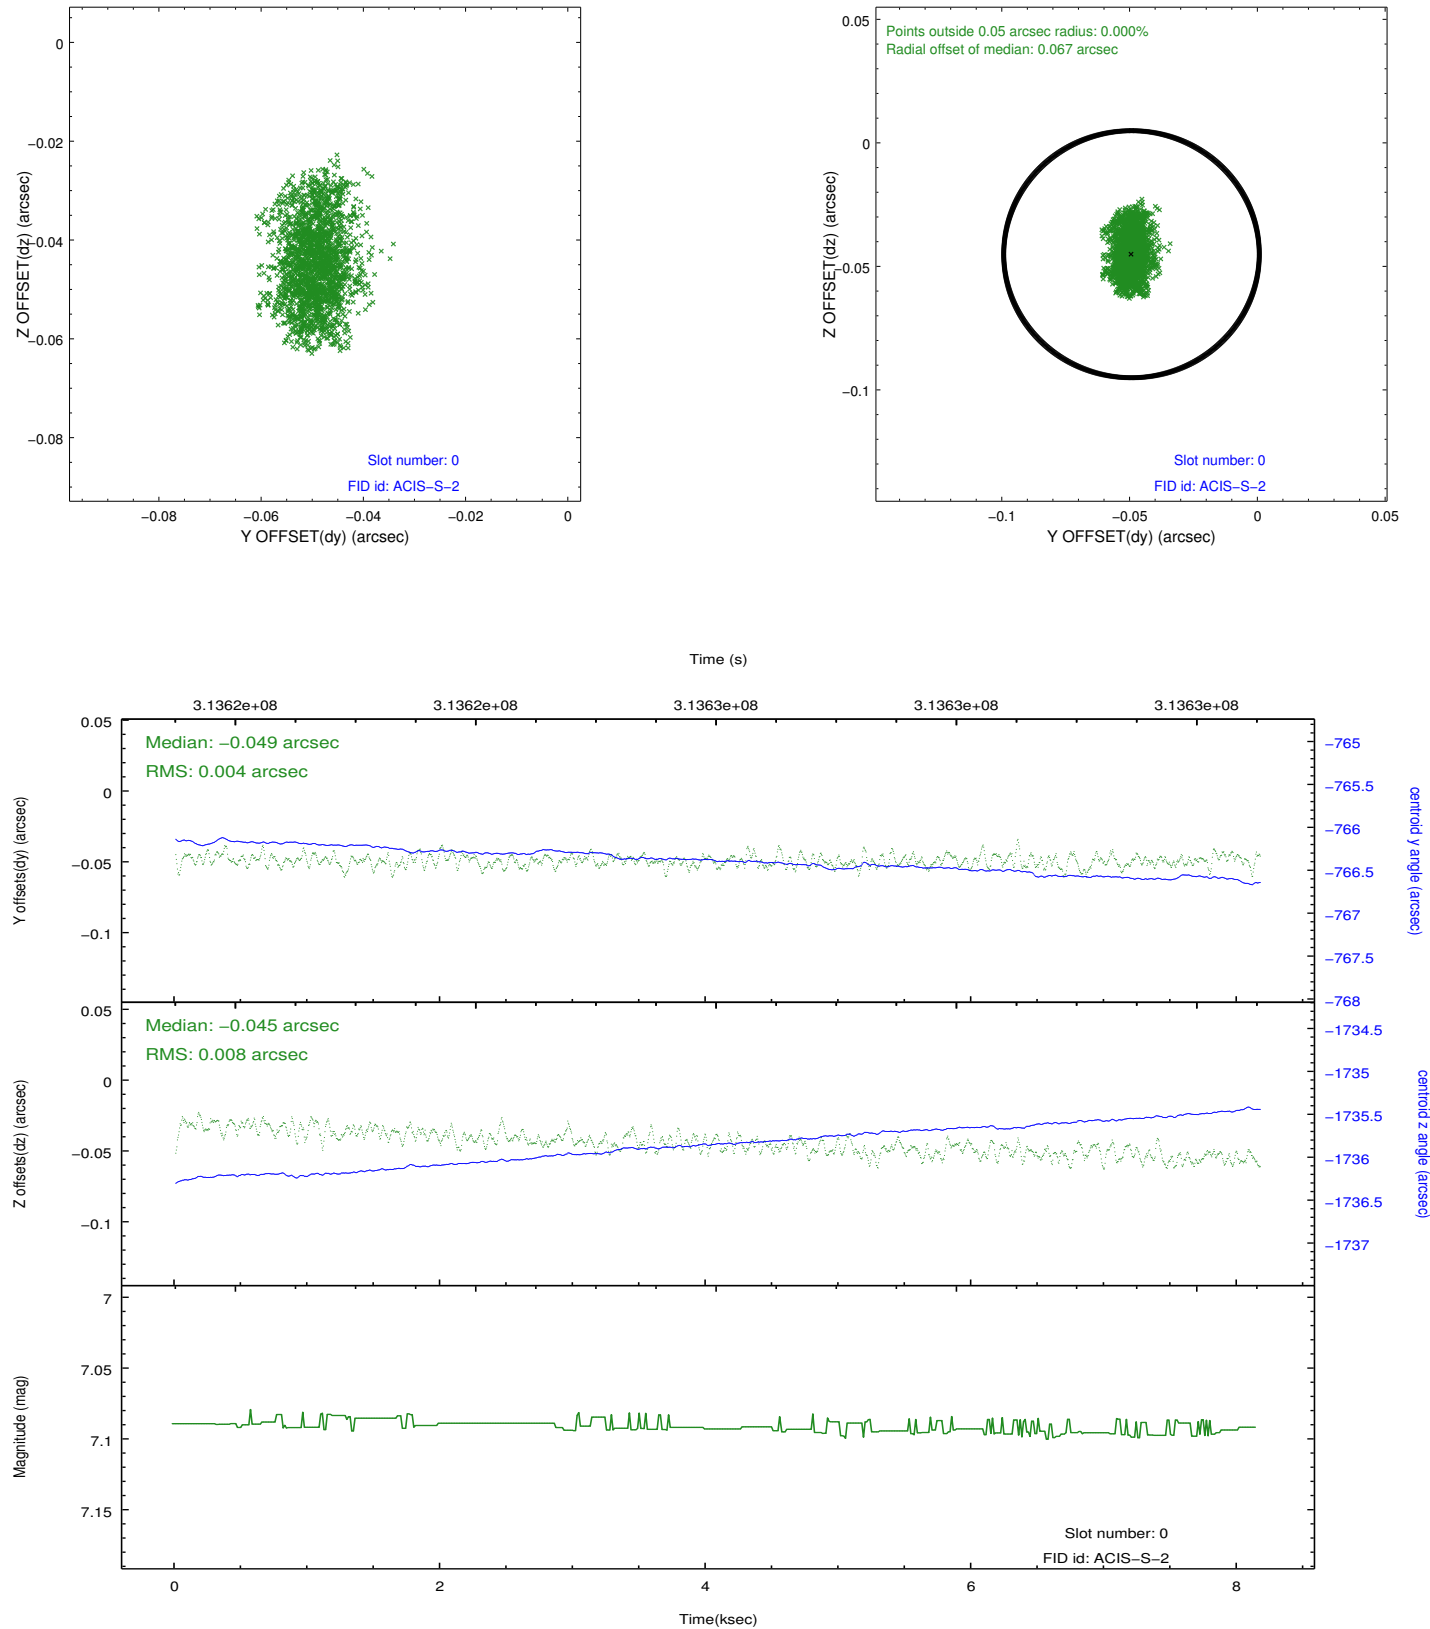 0
−0.02
−0.04
−0.06
−0.08
Z OFFSET(dz) (arcsec)
Slot number: 0
FID id: ACIS−S−2
−0.08
−0.06
−0.04
−0.02
0
Y OFFSET(dy) (arcsec)
Points outside 0.05 arcsec radius: 0.000%
Radial offset of median: 0.067 arcsec
0.05
0
−0.05
−0.1
Z OFFSET(dz) (arcsec)
Slot number: 0
FID id: ACIS−S−2
−0.1
−0.05
0
0.05
Y OFFSET(dy) (arcsec)
Time (s)
3.1362e+08
3.1362e+08
3.1363e+08
3.1363e+08
3.1363e+08
Median: −0.049 arcsec
RMS: 0.004 arcsec
0.05
0
−0.05
−0.1
Y offsets(dy) (arcsec)
−765
−765.5
−766
−766.5
−767
−767.5
−768
centroid y angle (arcsec)
Median: −0.045 arcsec
RMS: 0.008 arcsec
0.05
0
−0.05
−0.1
Z offsets(dz) (arcsec)
−1734.5
−1735
−1735.5
−1736
−1736.5
−1737
centroid z angle (arcsec)
7
7.05
7.1
7.15
Magnitude (mag)
Slot number: 0
FID id: ACIS−S−2
0
2
4
6
8
Time(ksec)